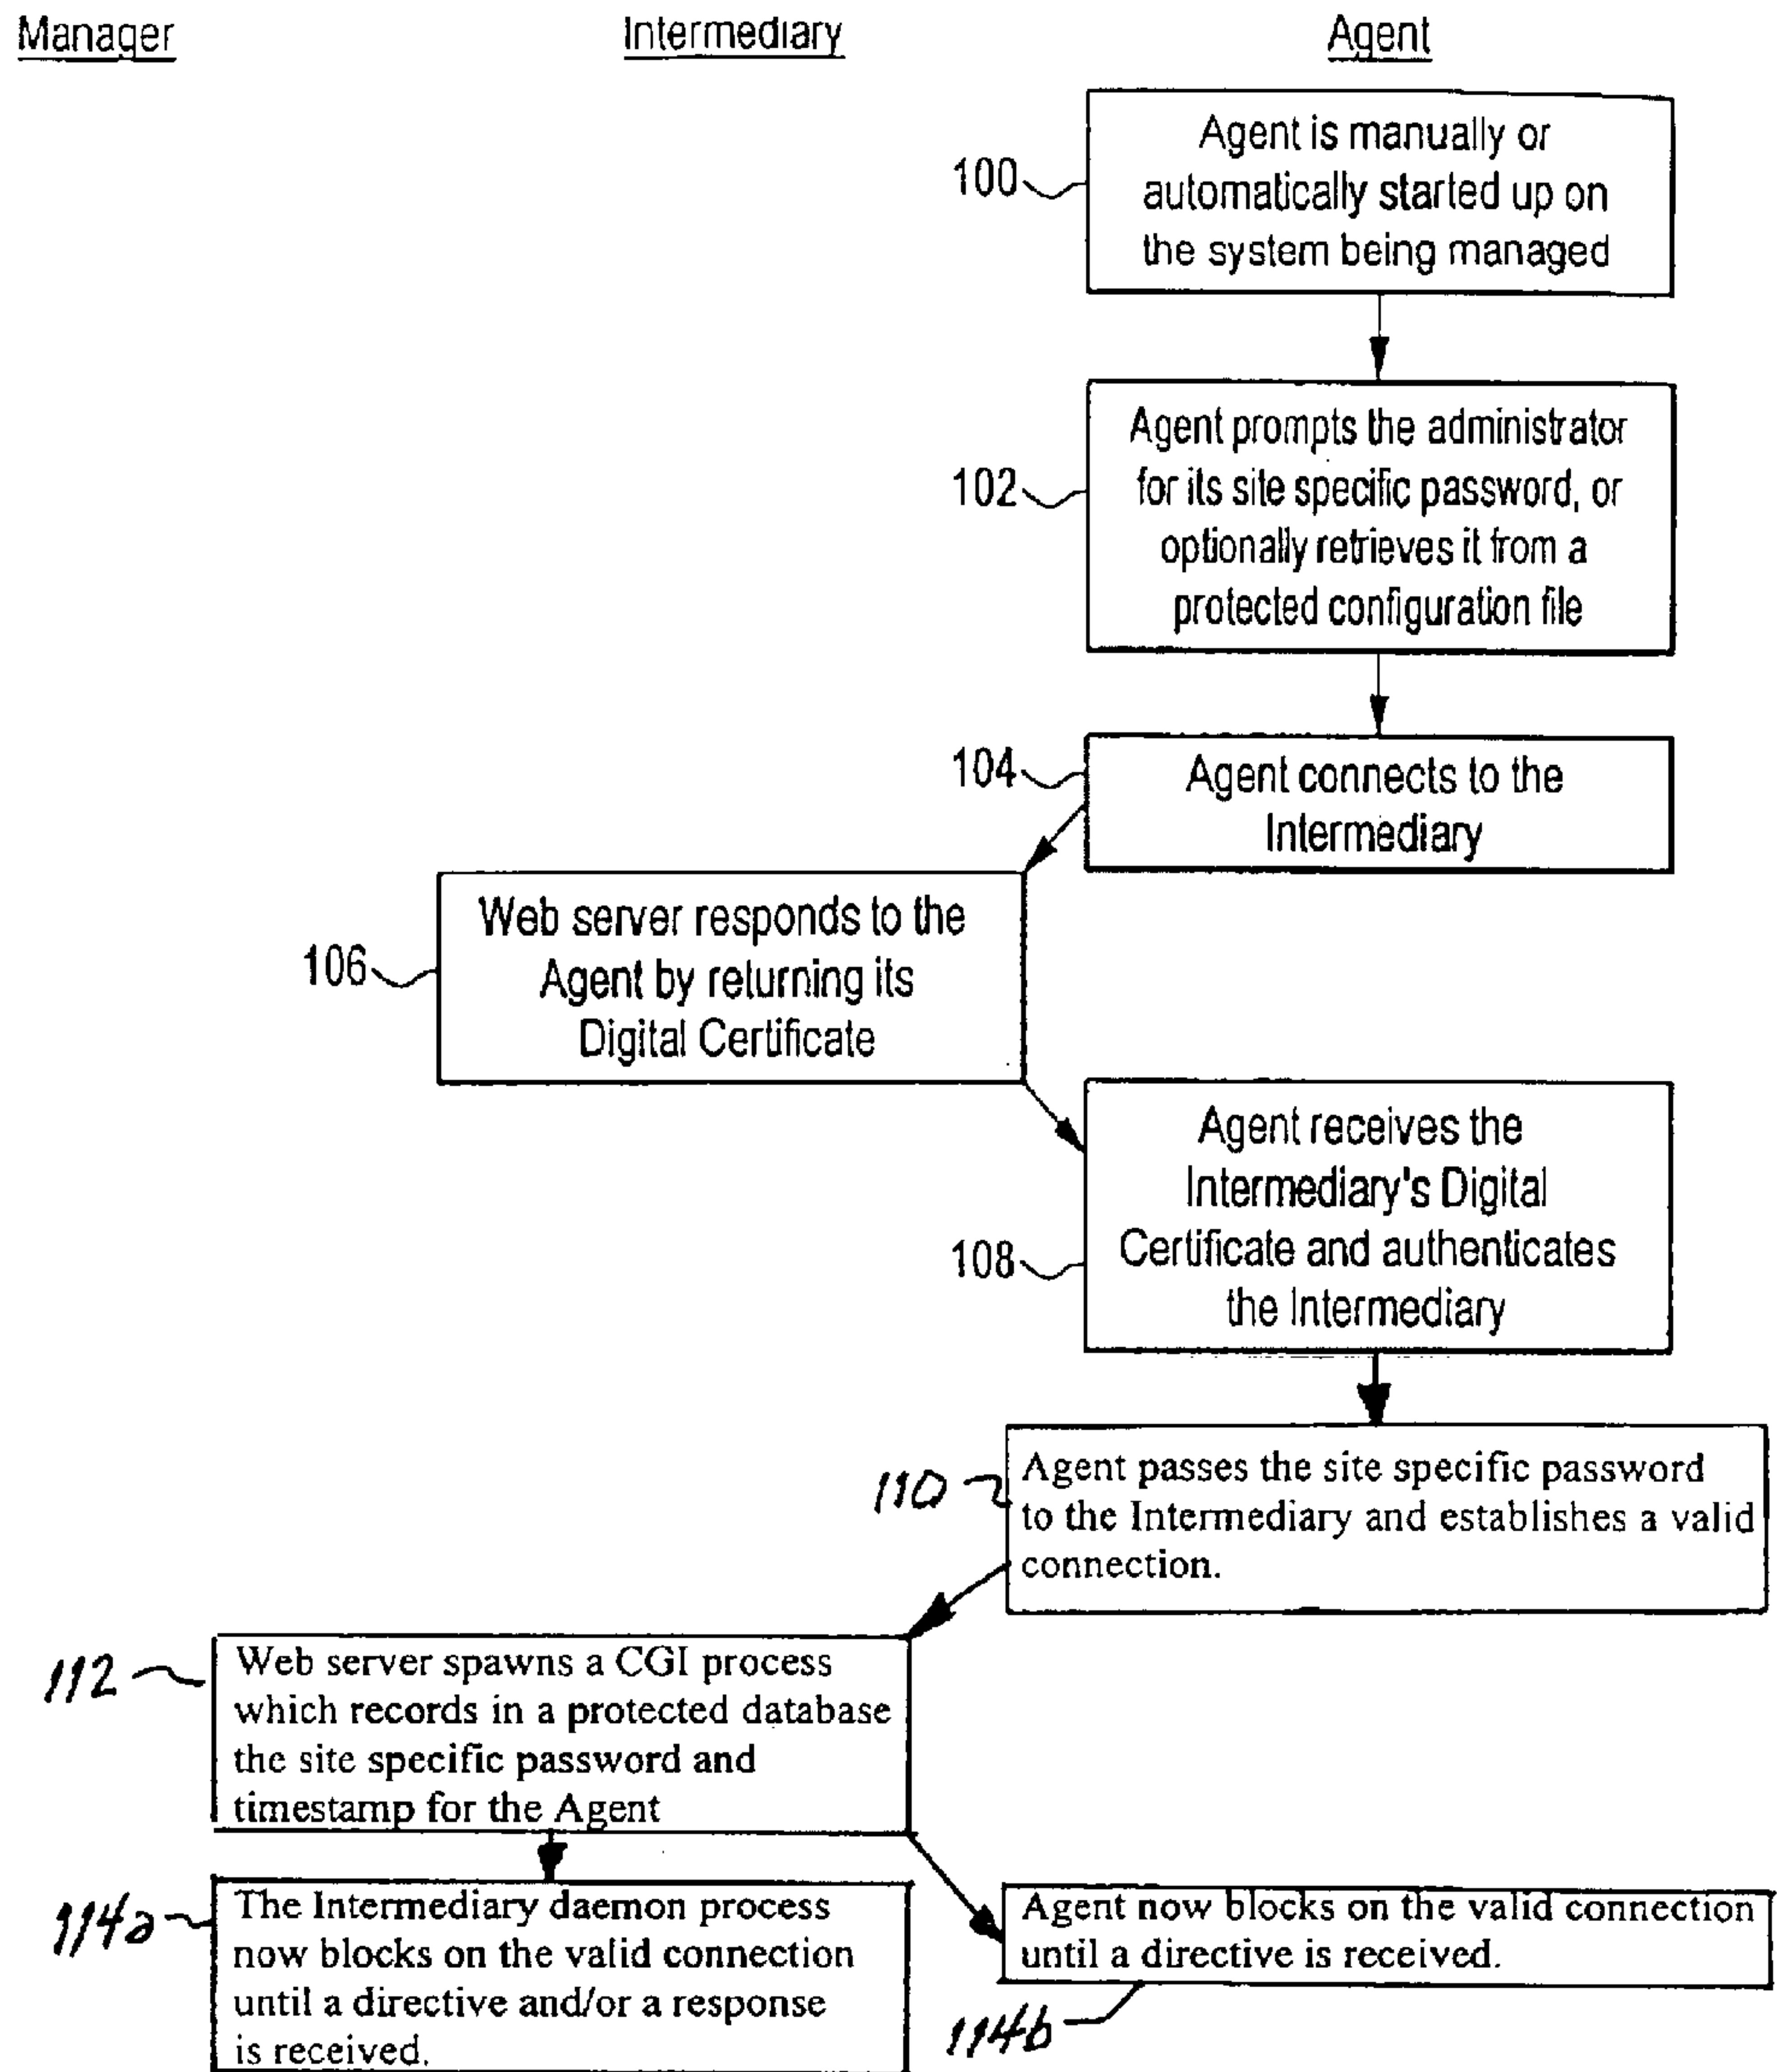 Manager
Intermediary
Agent
100
Agent is manually or
automatically started up on
the system being managed
102
Agent prompts the administrator
for its site specific password, or
optionally retrieves it from a
protected configuration file
104
Agent connects to the
Intermediary
106
Web server responds to the
Agent by returning its
Digital Certificate
108
Agent receives the
Intermediary's Digital
Certificate and authenticates
the Intermediary
110
Agent passes the site specific password
to the Intermediary and establishes a valid
connection.
112
Web server spawns a CGI process
which records in a protected database
the site specific password and
timestamp for the Agent
114a
The Intermediary daemon process
now blocks on the valid connection
until a directive and/or a response
is received.
Agent now blocks on the valid connection
until a directive is received.
114b